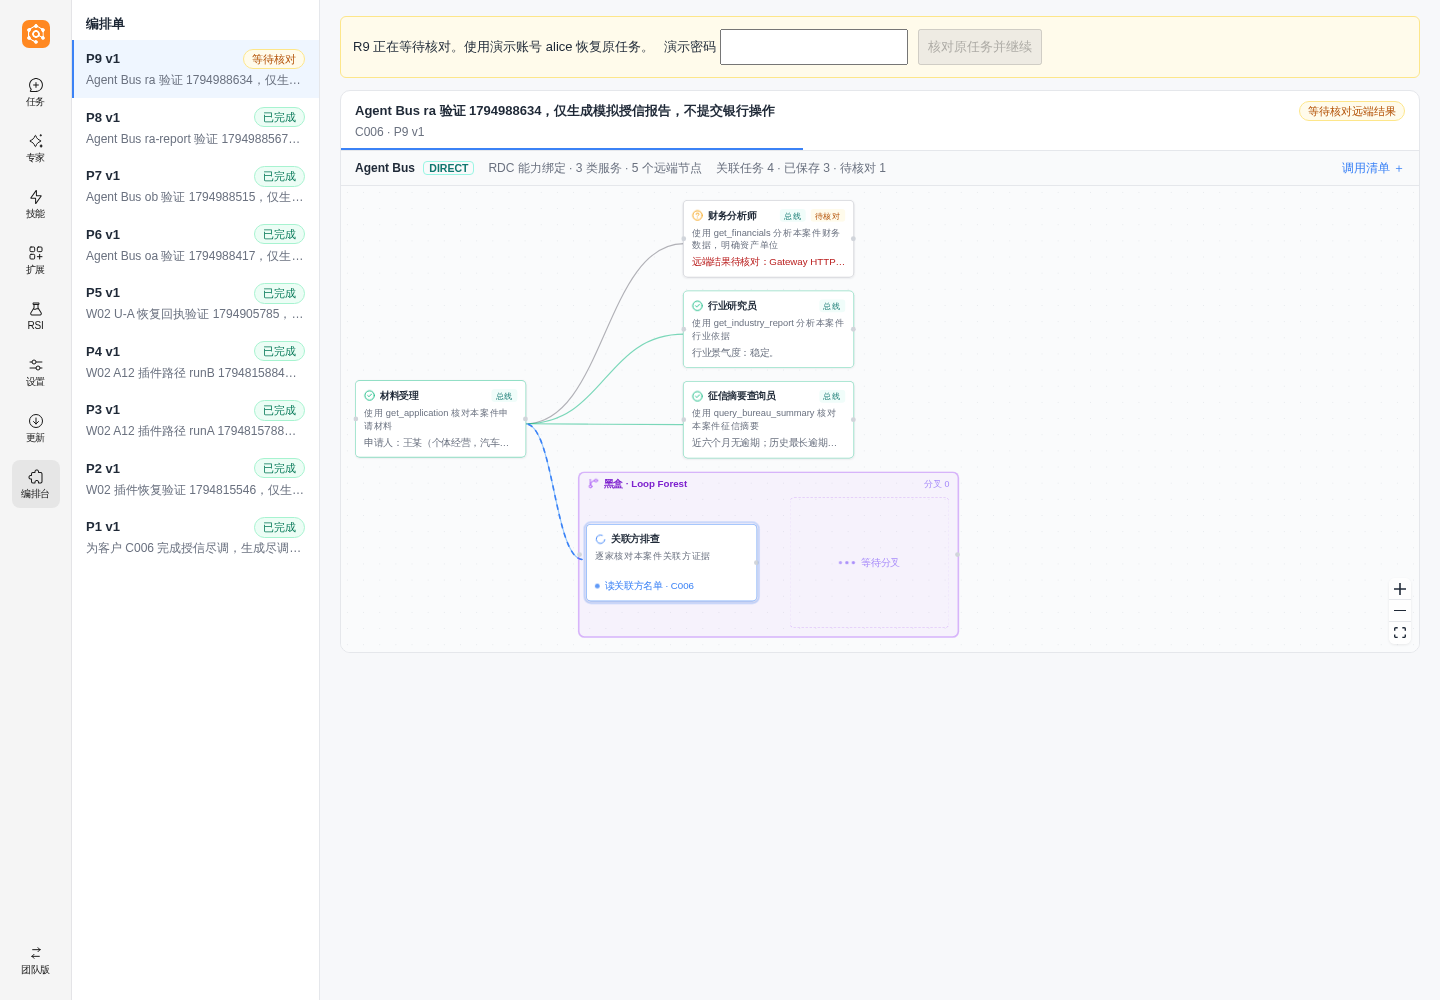 任务
专家
技能
扩展
RSI
设置
更新
编排台
团队版
编排单
P9 v1 等待核对
Agent Bus ra 验证 1794988634，仅生…
P8 v1 已完成
Agent Bus ra-report 验证 1794988567…
P7 v1 已完成
Agent Bus ob 验证 1794988515，仅生…
P6 v1 已完成
Agent Bus oa 验证 1794988417，仅生…
P5 v1 已完成
W02 U-A 恢复回执验证 1794905785，…
P4 v1 已完成
W02 A12 插件路径 runB 1794815884…
P3 v1 已完成
W02 A12 插件路径 runA 1794815788…
P2 v1 已完成
W02 插件恢复验证 1794815546，仅生…
P1 v1 已完成
为客户 C006 完成授信尽调，生成尽调…
R9 正在等待核对。使用演示账号 alice 恢复原任务。 演示密码 核对原任务并继续
Agent Bus ra 验证 1794988634，仅生成模拟授信报告，不提交银行操作 等待核对远端结果
C006 · P9 v1
Agent Bus DIRECT RDC 能力绑定 · 3 类服务 · 5 个远端节点 关联任务 4 · 已保存 3 · 待核对 1 调用清单 +
财务分析师 总线 待核对
使用 get_financials 分析本案件财务
数据，明确资产单位
远端结果待核对：Gateway HTTP…
行业研究员 总线
使用 get_industry_report 分析本案件
行业依据
行业景气度：稳定。
材料受理 总线
使用 get_application 核对本案件申
请材料
申请人：王某（个体经营，汽车…
征信摘要查询员 总线
使用 query_bureau_summary 核对
本案件征信摘要
近六个月无逾期；历史最长逾期…
黑盒 · Loop Forest 分叉 0
关联方排查
逐家核对本案件关联方证据
读关联方名单 · C006
等待分叉